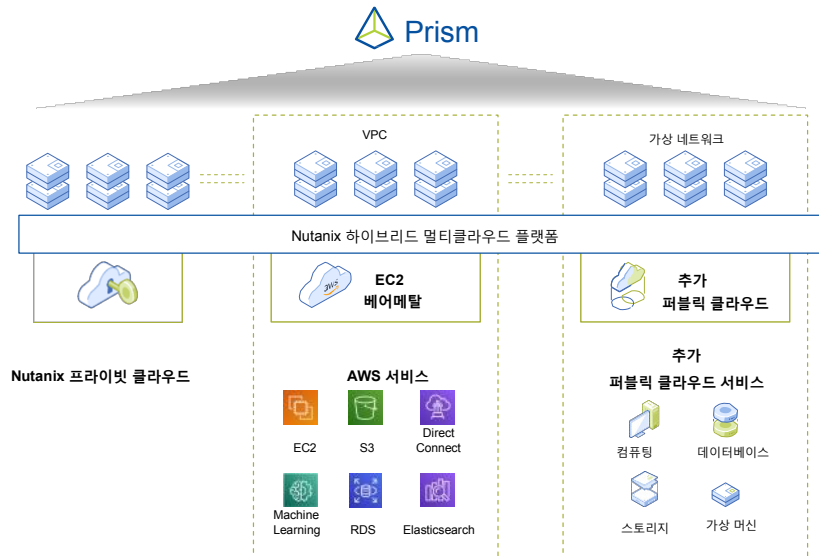 Prism
VPC
가상 네트워크
Nutanix 하이브리드 멀티클라우드 플랫폼
aws
EC2
베어메탈
추가
퍼블릭 클라우드
Nutanix 프라이빗 클라우드
AWS 서비스
추가
퍼블릭 클라우드 서비스
EC2
S3
Direct
Connect
컴퓨팅
데이터베이스
Machine
Learning
RDS
Elasticsearch
스토리지
가상 머신